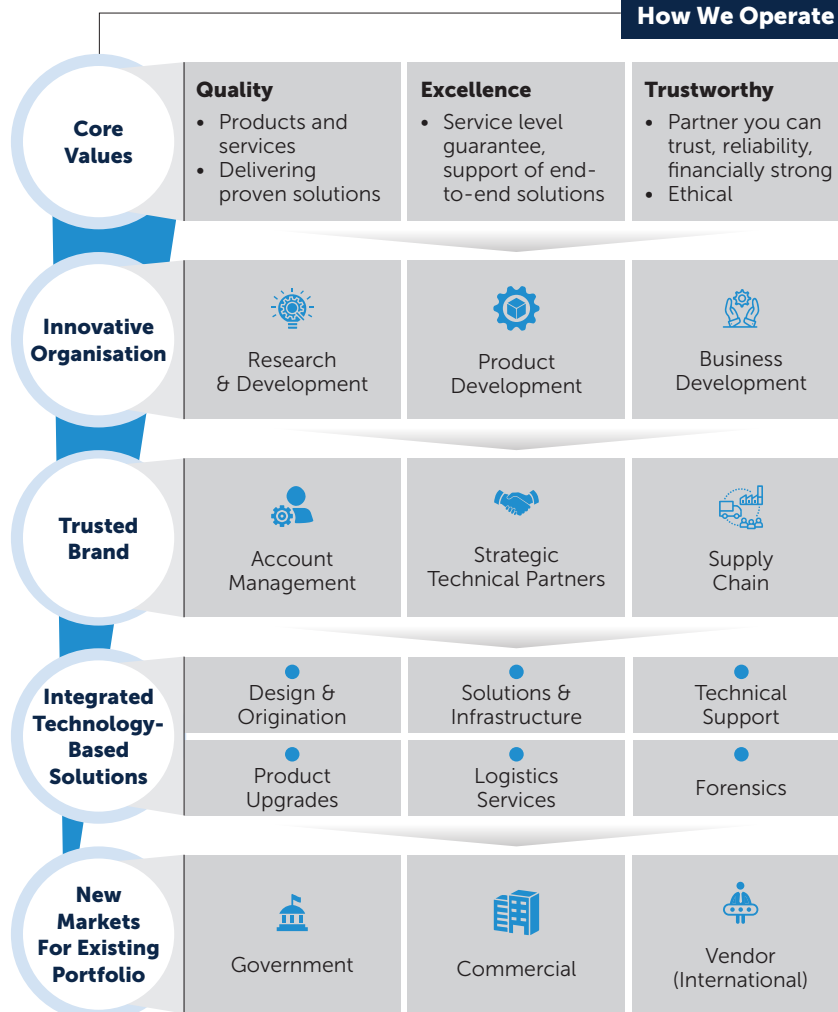 How We Operate
Core
Values
Quality
• Products and
services
• Delivering
proven solutions
Excellence
• Service level
guarantee,
support of end-
to-end solutions
Trustworthy
• Partner you can
trust, reliability,
financially strong
• Ethical
Innovative
Organisation
Research
& Development
Product
Development
Business
Development
Trusted
Brand
Account
Management
Strategic
Technical Partners
Supply
Chain
Integrated
Technology-
Based
Solutions
Design &
Origination
Solutions &
Infrastructure
Technical
Support
Product
Upgrades
Logistics
Services
Forensics
New
Markets
For Existing
Portfolio
Government
Commercial
Vendor
(International)